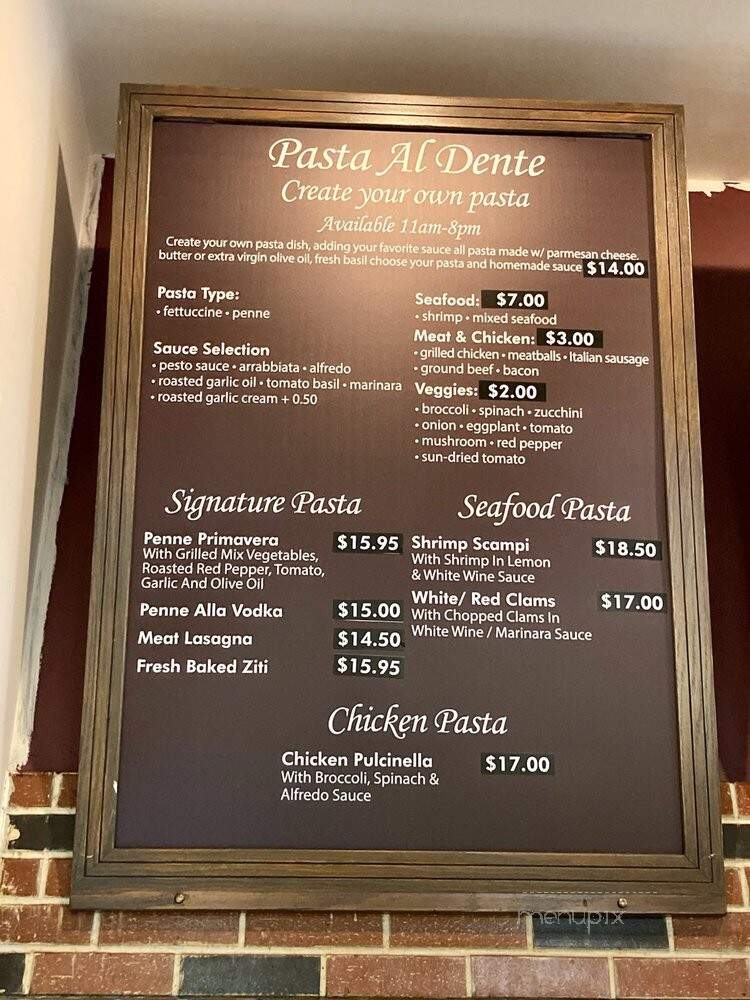 Pasta Al Dente
Create your own pasta
Available 11am-8pm
Create your own pasta dish, adding your favorite sauce all pasta made w/ parmesan cheese.
butter or extra virgin olive oil, fresh basil choose your pasta and homemade sauce $14.00
Pasta Type:
• fettuccine • penne
Sauce Selection
• pesto sauce • arrabbiata • alfredo
• roasted garlic oil • tomato basil • marinara
• roasted garlic cream + 0.50
Seafood: $7.00
• shrimp • mixed seafood
Meat & Chicken: $3.00
• grilled chicken • meatballs • Italian sausage
• ground beef • bacon
Veggies: $2.00
• broccoli • spinach • zucchini
• onion • eggplant • tomato
• mushroom • red pepper
• sun-dried tomato
Signature Pasta
Penne Primavera $15.95
With Grilled Mix Vegetables,
Roasted Red Pepper, Tomato,
Garlic And Olive Oil
Penne Alla Vodka $15.00
Meat Lasagna $14.50
Fresh Baked Ziti $15.95
Seafood Pasta
Shrimp Scampi $18.50
With Shrimp In Lemon
& White Wine Sauce
White/ Red Clams $17.00
With Chopped Clams In
White Wine / Marinara Sauce
Chicken Pasta
Chicken Pulcinella $17.00
With Broccoli, Spinach &
Alfredo Sauce
menupix